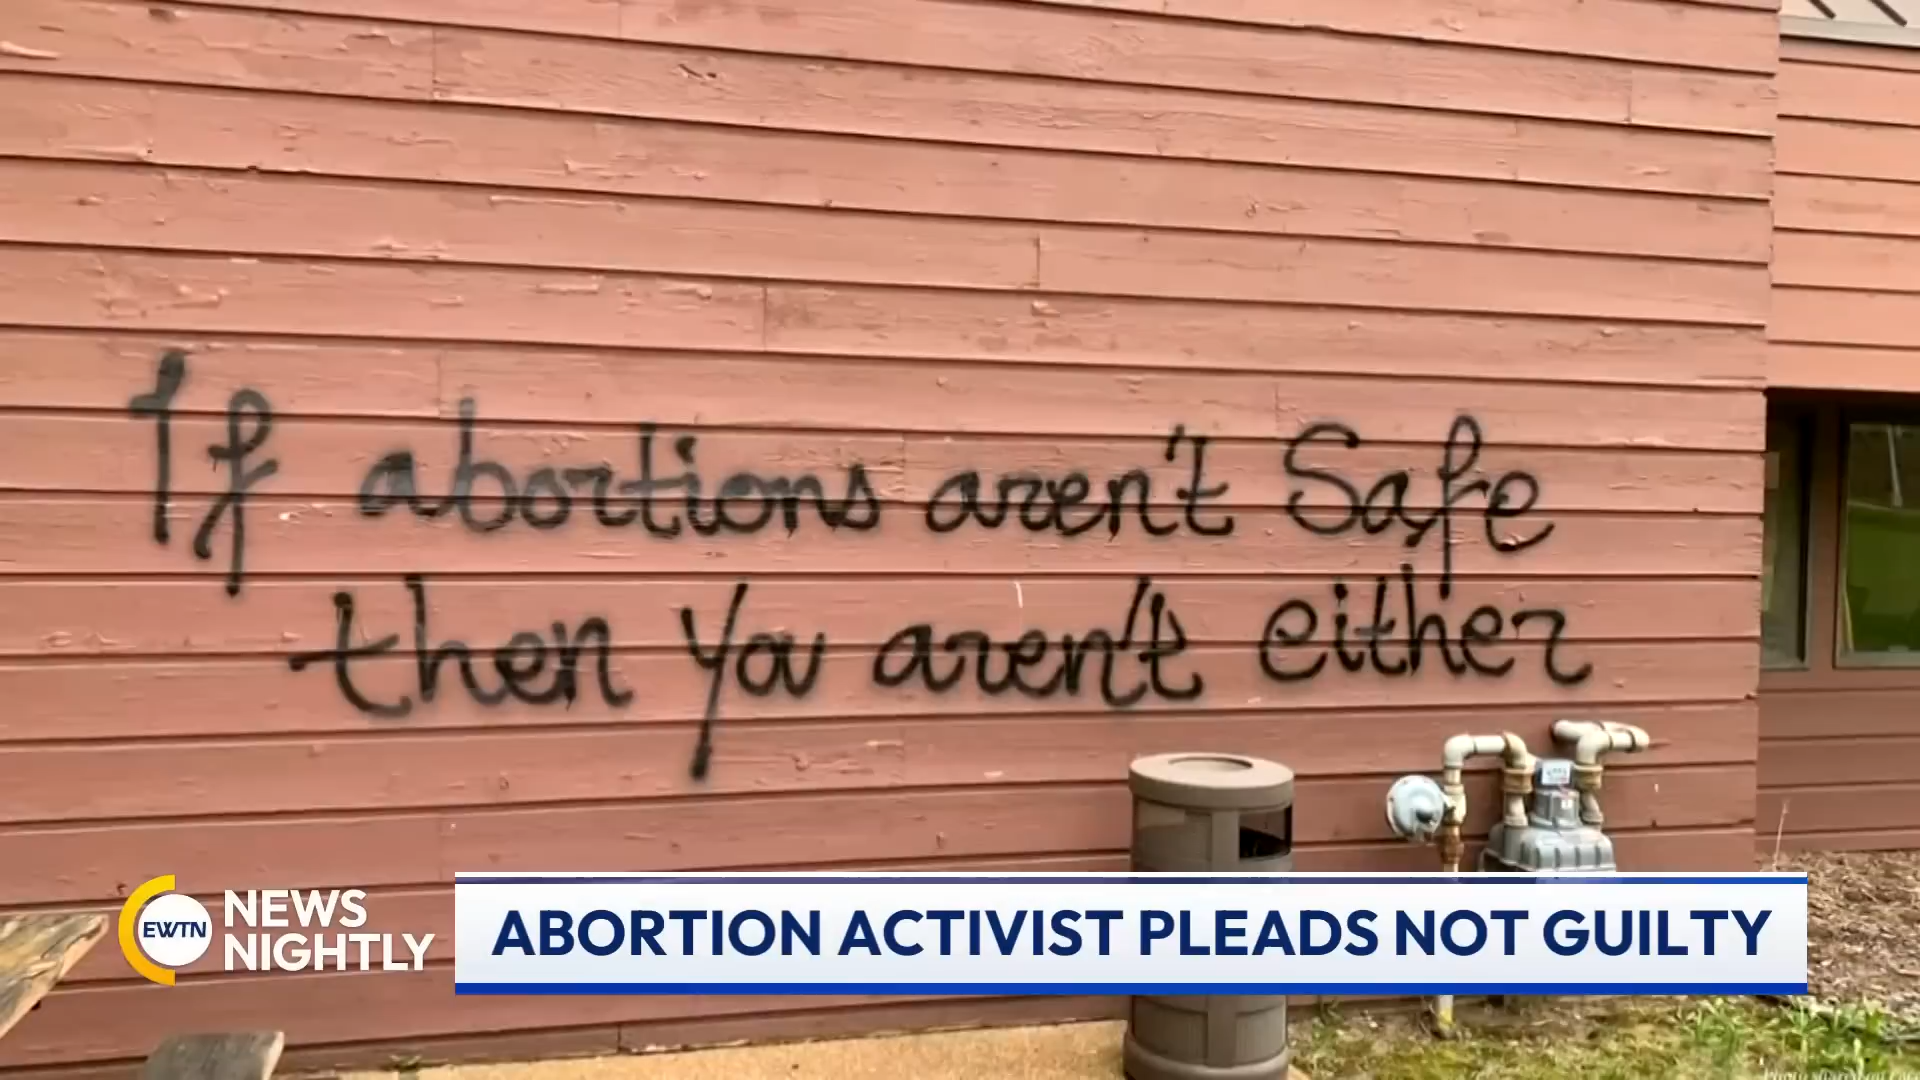 If abortions aren't Safe
then You aren't either
EWTN
NEWS
NIGHTLY
ABORTION ACTIVIST PLEADS NOT GUILTY